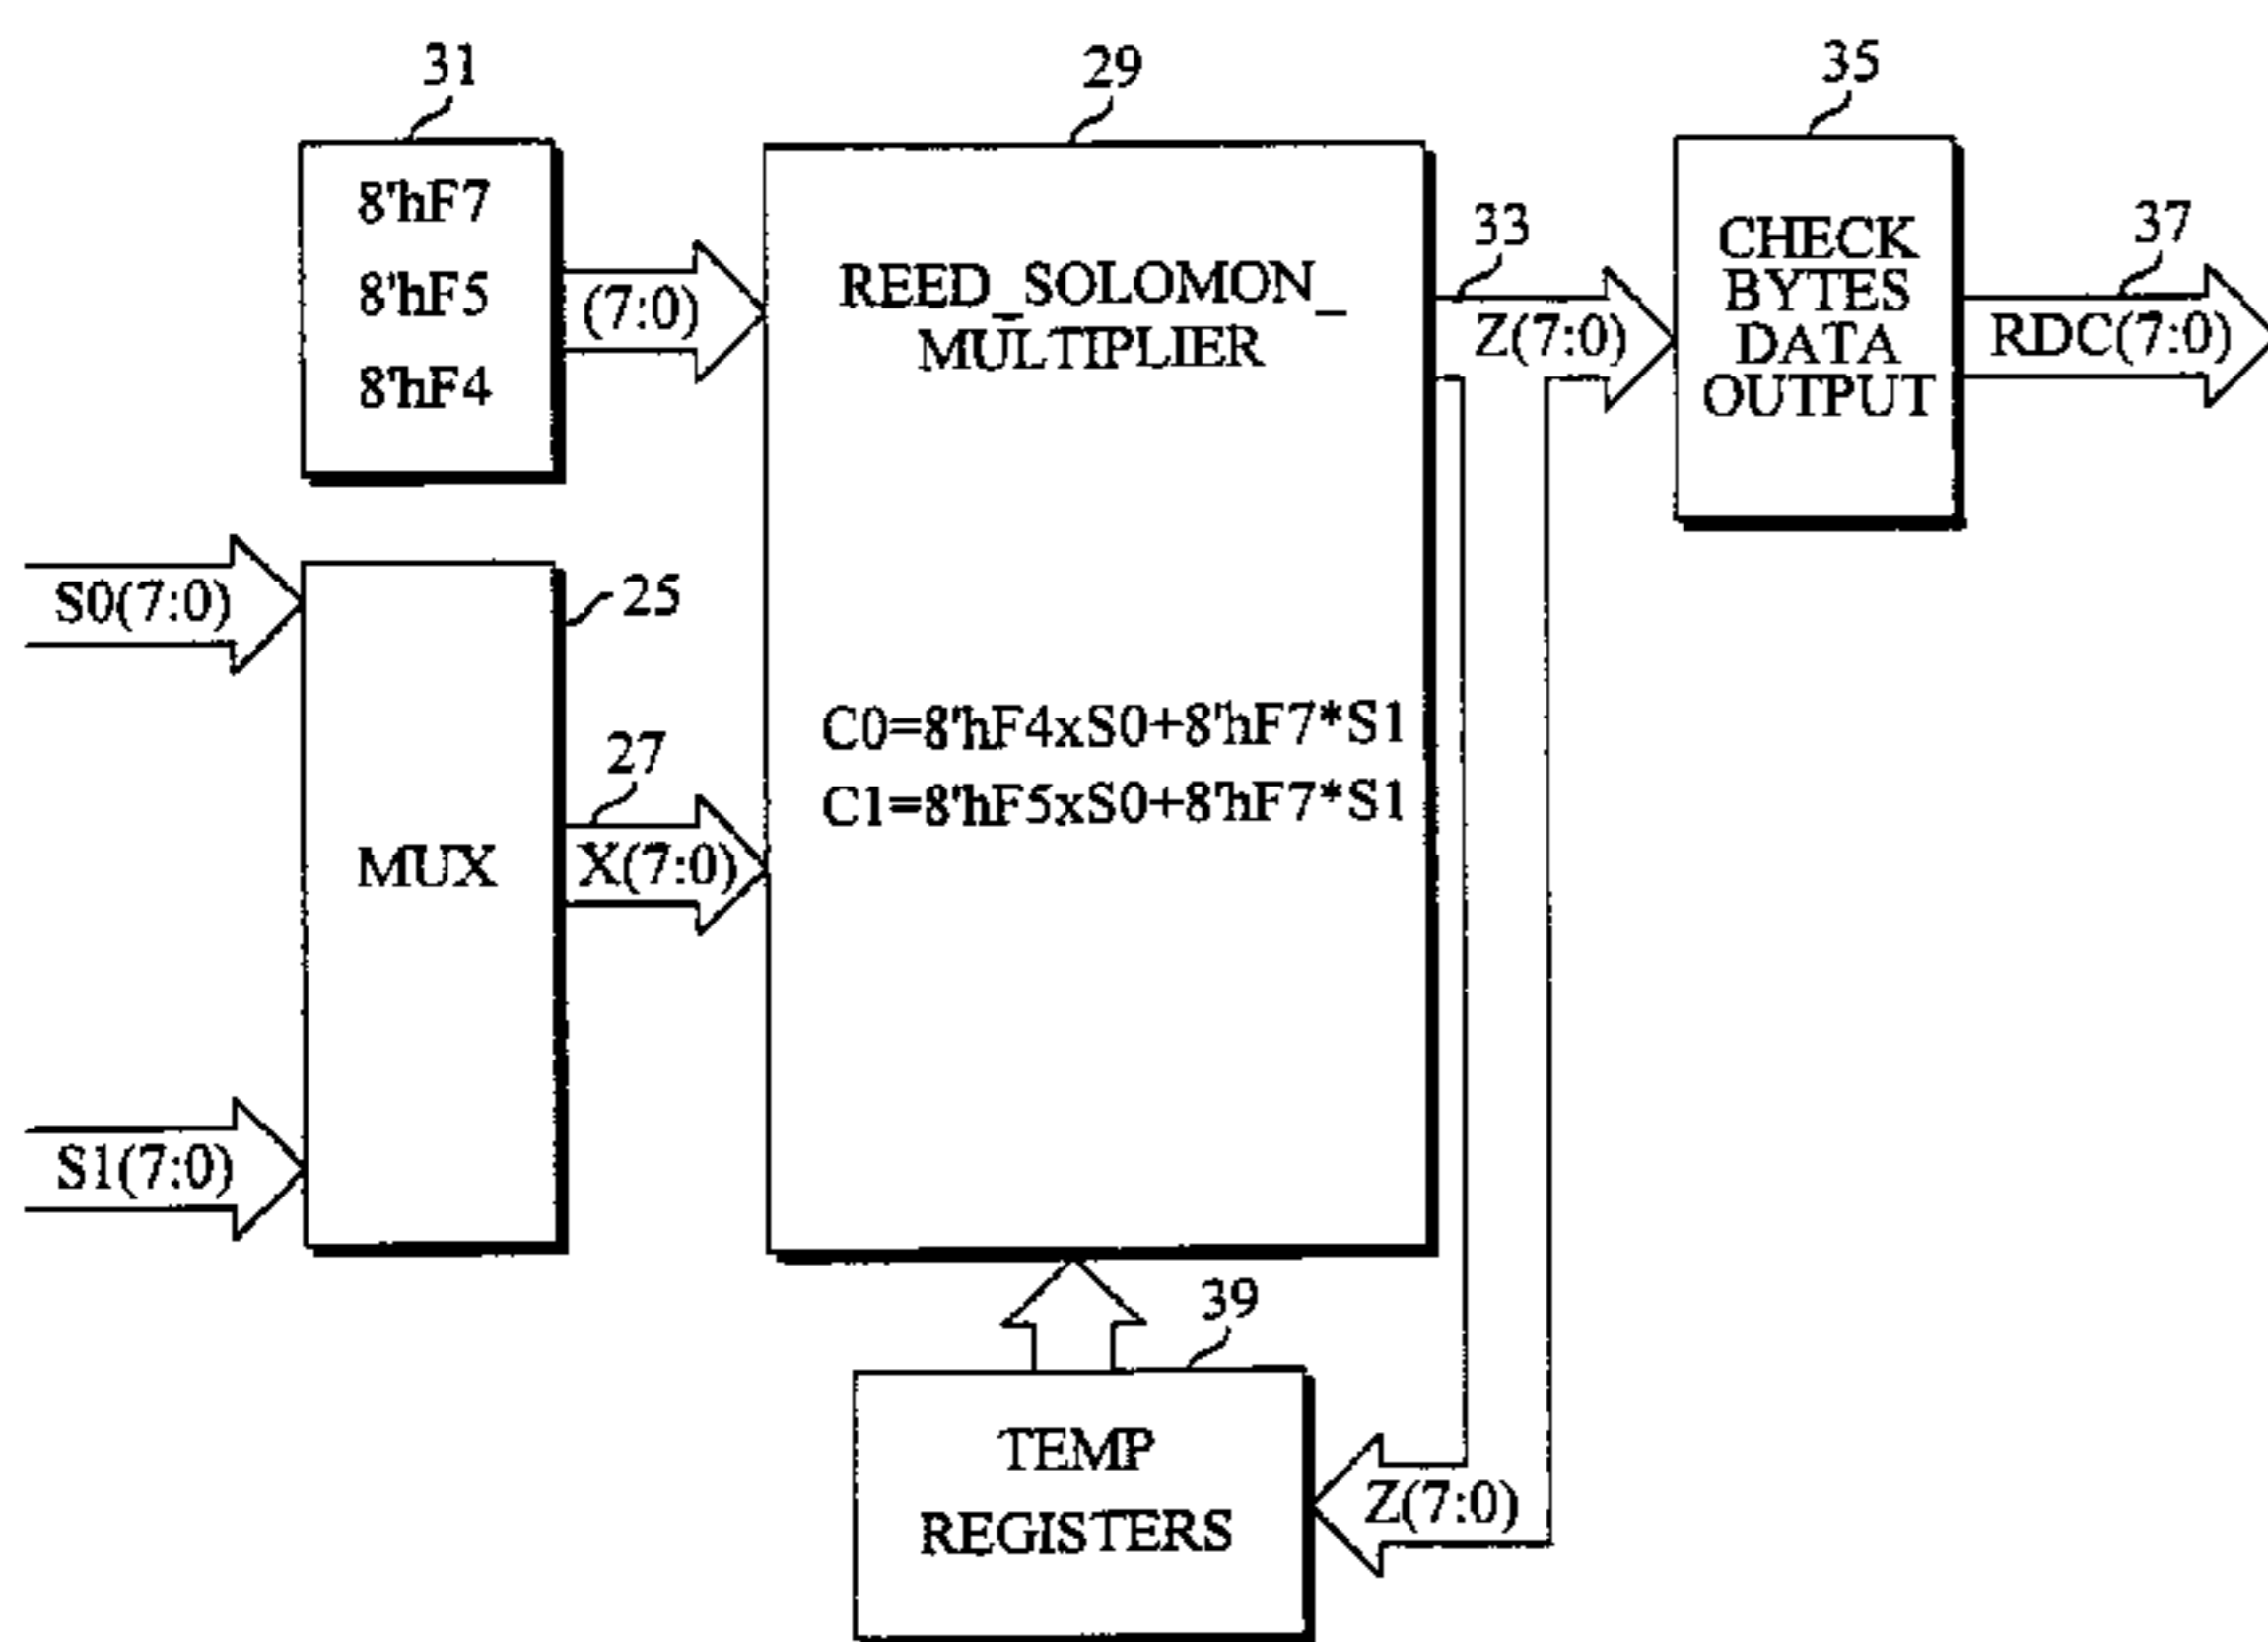 31
29
35
8'hF7
8'hF5
8'hF4
(7:0)
REED_SOLOMON_
MULTIPLIER
33
Z(7:0)
CHECK
BYTES
DATA
OUTPUT
37
RDC(7:0)
S0(7:0)
25
MUX
27
X(7:0)
C0=8'hF4xS0+8'hF7*S1
C1=8'hF5xS0+8'hF7*S1
S1(7:0)
39
TEMP
REGISTERS
Z(7:0)